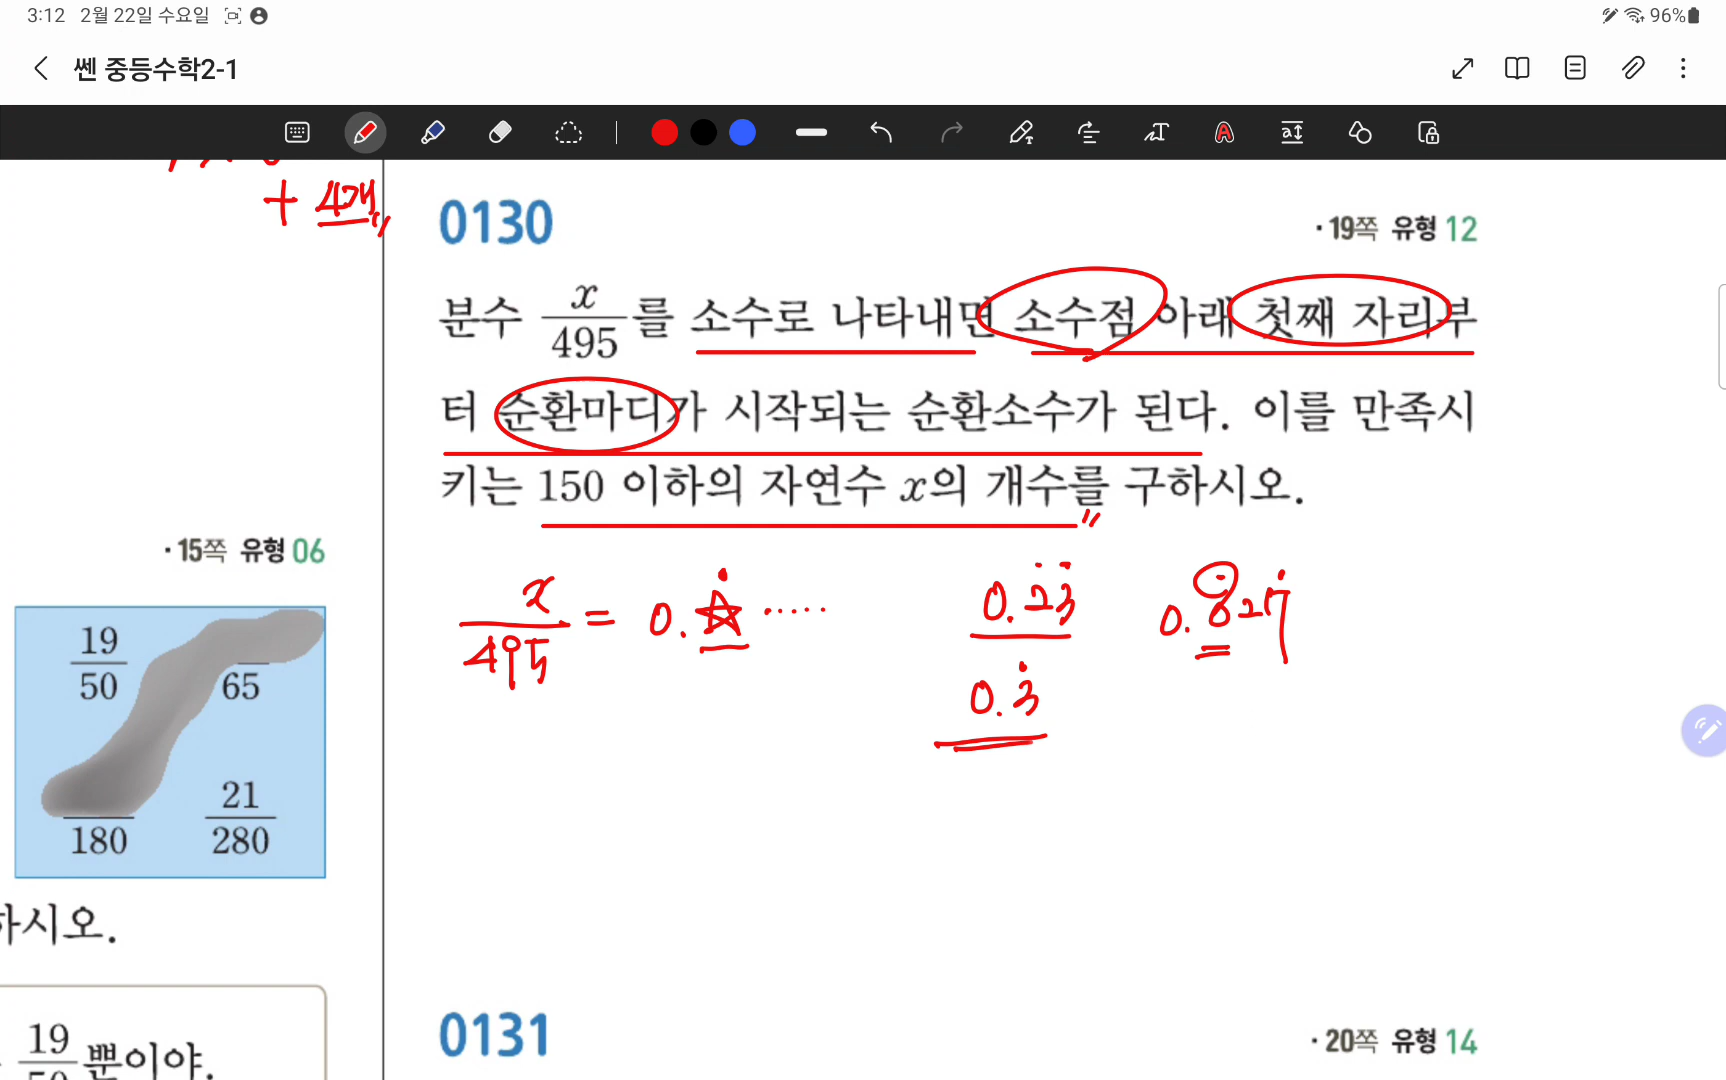 3:12 2월 22일 수요일
96%
쎈 중등수학2-1
+ 4개
0130
· 19쪽 유형 12
분수 x/495 를 소수로 나타내면 소수점 아래 첫째 자리부
터 순환마디가 시작되는 순환소수가 된다. 이를 만족시
키는 150 이하의 자연수 x의 개수를 구하시오.
x/495 = 0.☆̇ ·····
0.2̇3̇
0.8̇27̇
0.3̇
· 15쪽 유형 06
19/50
65
180
21/280
하시오.
19/50 뿐이야.
0131
· 20쪽 유형 14